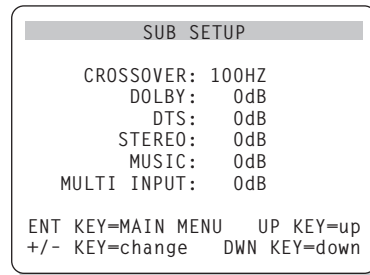 SUB SETUP
CROSSOVER: 100HZ
DOLBY: 0dB
DTS: 0dB
STEREO: 0dB
MUSIC: 0dB
MULTI INPUT: 0dB
ENT KEY=MAIN MENU UP KEY=up
+/- KEY=change DWN KEY=down